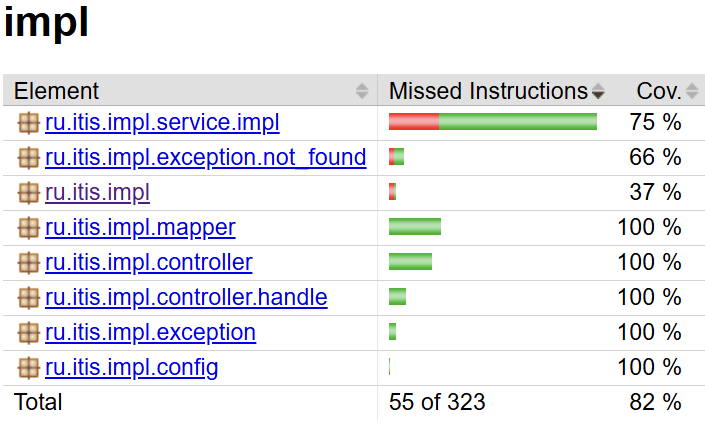 impl
Element Missed Instructions Cov.
ru.itis.impl.service.impl 75 %
ru.itis.impl.exception.not_found 66 %
ru.itis.impl 37 %
ru.itis.impl.mapper 100 %
ru.itis.impl.controller 100 %
ru.itis.impl.controller.handle 100 %
ru.itis.impl.exception 100 %
ru.itis.impl.config 100 %
Total 55 of 323 82 %